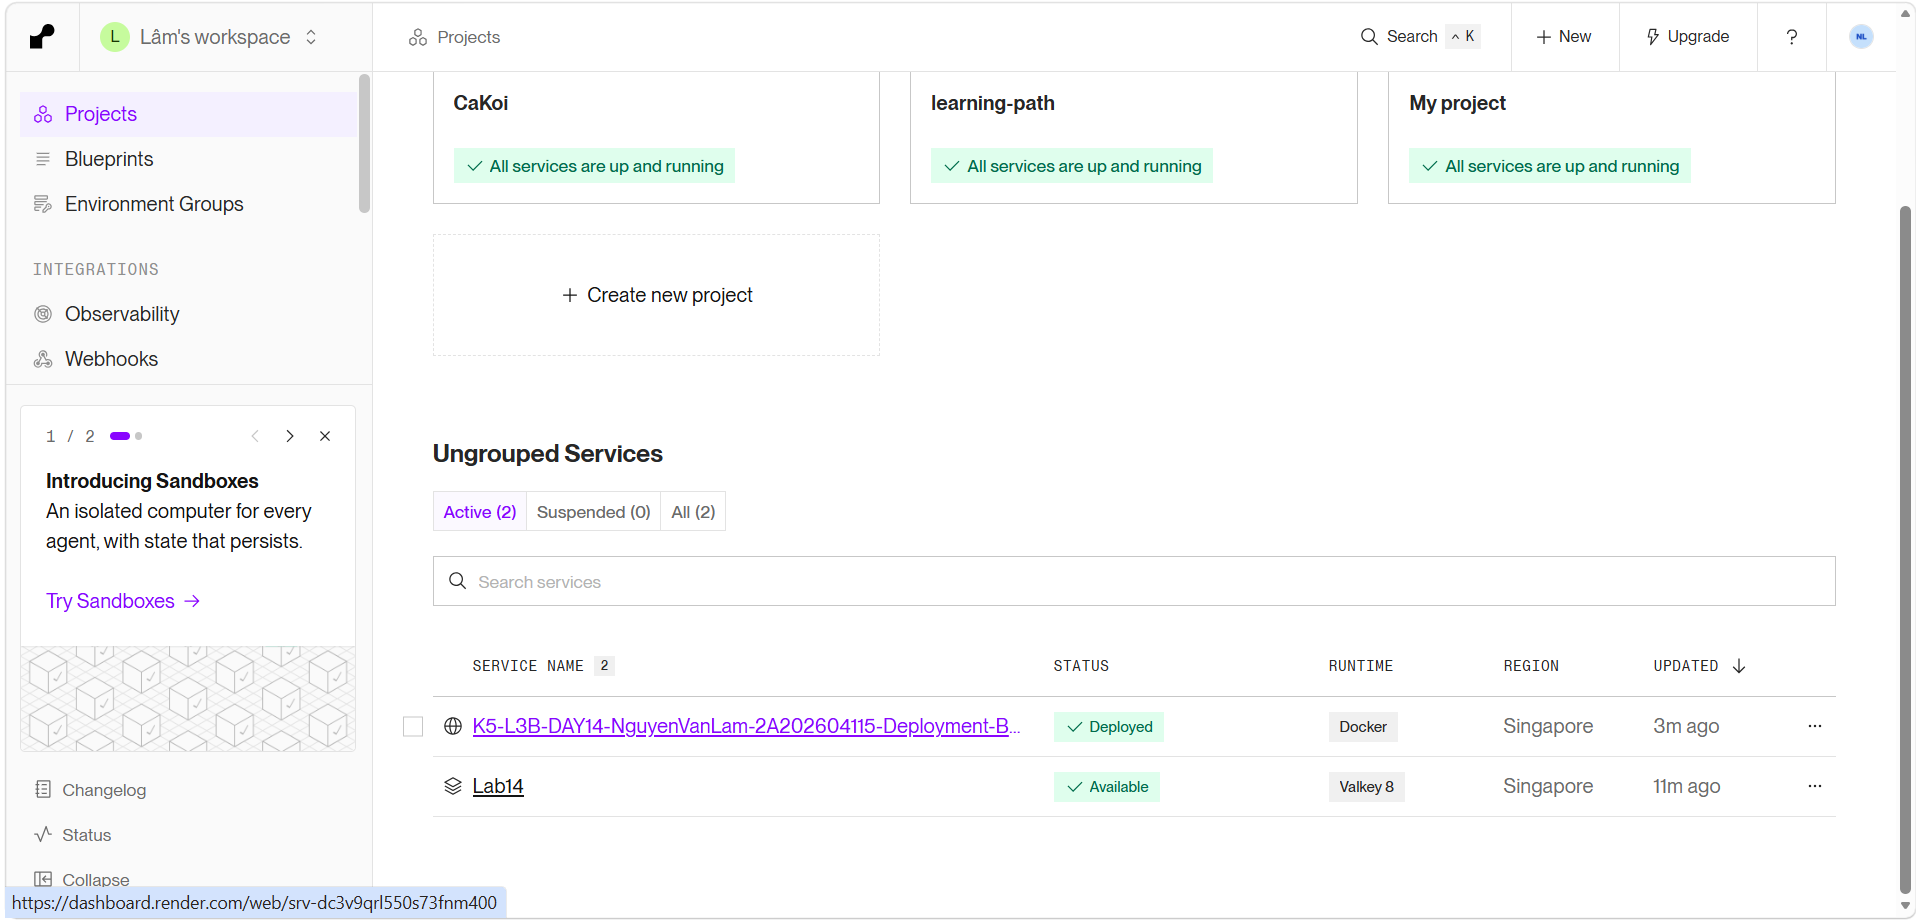 L Lâm's workspace
Projects
Search ^ K
+ New
Upgrade
?
NL
Projects
Blueprints
Environment Groups
INTEGRATIONS
Observability
Webhooks
1 / 2
Introducing Sandboxes
An isolated computer for every
agent, with state that persists.
Try Sandboxes →
Changelog
Status
Collapse
https://dashboard.render.com/web/srv-dc3v9qrl550s73fnm400
CaKoi
All services are up and running
learning-path
All services are up and running
My project
All services are up and running
+ Create new project
Ungrouped Services
Active (2) Suspended (0) All (2)
Search services
SERVICE NAME 2 STATUS RUNTIME REGION UPDATED ↓
K5-L3B-DAY14-NguyenVanLam-2A202604115-Deployment-B... Deployed Docker Singapore 3m ago ...
Lab14 Available Valkey 8 Singapore 11m ago ...